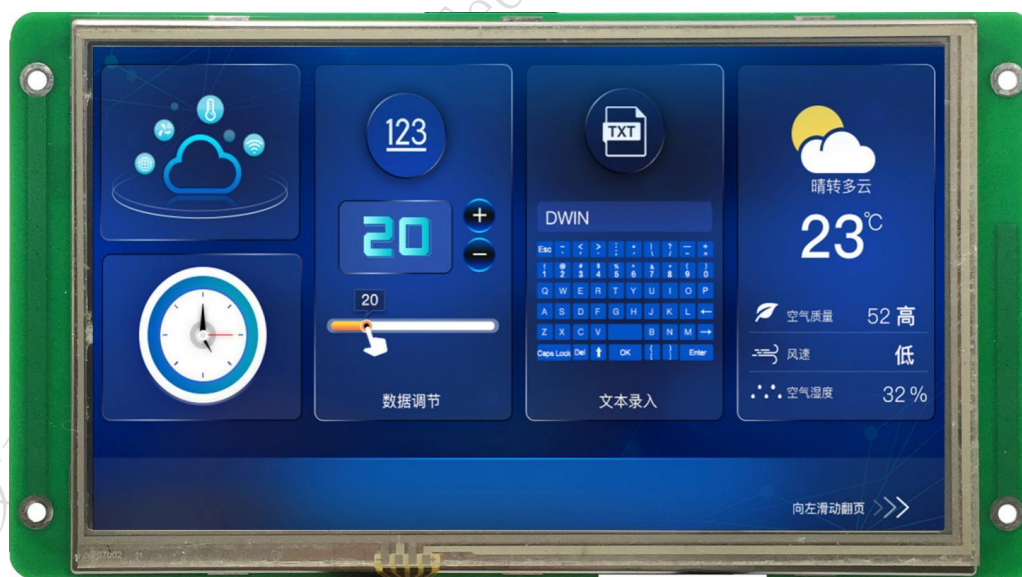 123
20
20
数据调节
TXT
DWIN
Esc
Q W E R T Y U I O P
A S D F G H J K L ←
Z X C V B N M →
Caps Lock Del OK Enter
文本录入
晴转多云
23℃
空气质量 52 高
风速 低
空气湿度 32 %
向左滑动翻页